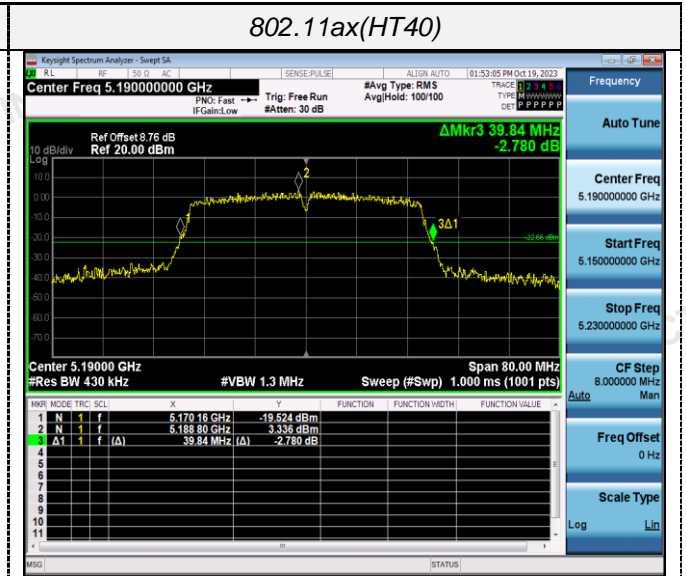 802.11ax(HT40)
Keysight Spectrum Analyzer - Swept SA
RL RF 50 Ω AC SENSE:PULSE ALIGN AUTO 01:53:05 PM Oct 19, 2023
Center Freq 5.190000000 GHz #Avg Type: RMS TRACE 1 2 3 4 5 6
PNO: Fast Trig: Free Run Avg|Hold: 100/100 TYPE M WWWWW
IFGain:Low #Atten: 30 dB DET P P P P P P
Frequency
Auto Tune
Ref Offset 8.76 dB ΔMkr3 39.84 MHz
10 dB/div Ref 20.00 dBm -2.780 dB
Log
10.0
0.00
-10.0
-20.0
-30.0
-40.0
-50.0
-60.0
-70.0
2
1
3Δ1
-22.66 dBm
Center Freq
5.190000000 GHz
Start Freq
5.150000000 GHz
Stop Freq
5.230000000 GHz
Center 5.19000 GHz Span 80.00 MHz
#Res BW 430 kHz #VBW 1.3 MHz Sweep (#Swp) 1.000 ms (1001 pts)
CF Step
8.000000 MHz
Auto Man
MKR MODE TRC SCL X Y FUNCTION FUNCTION WIDTH FUNCTION VALUE
1 N 1 f 5.170 16 GHz -19.524 dBm
2 N 1 f 5.188 80 GHz 3.336 dBm
3 Δ1 1 f (Δ) 39.84 MHz (Δ) -2.780 dB
4
5
6
7
8
9
10
11
Freq Offset
0 Hz
Scale Type
Log Lin
MSG STATUS